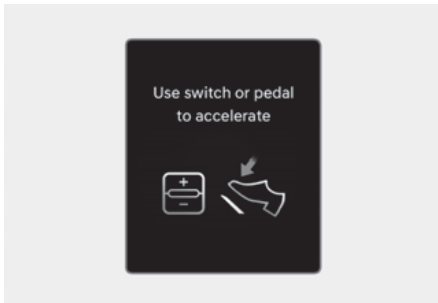 Use switch or pedal
to accelerate
+
−